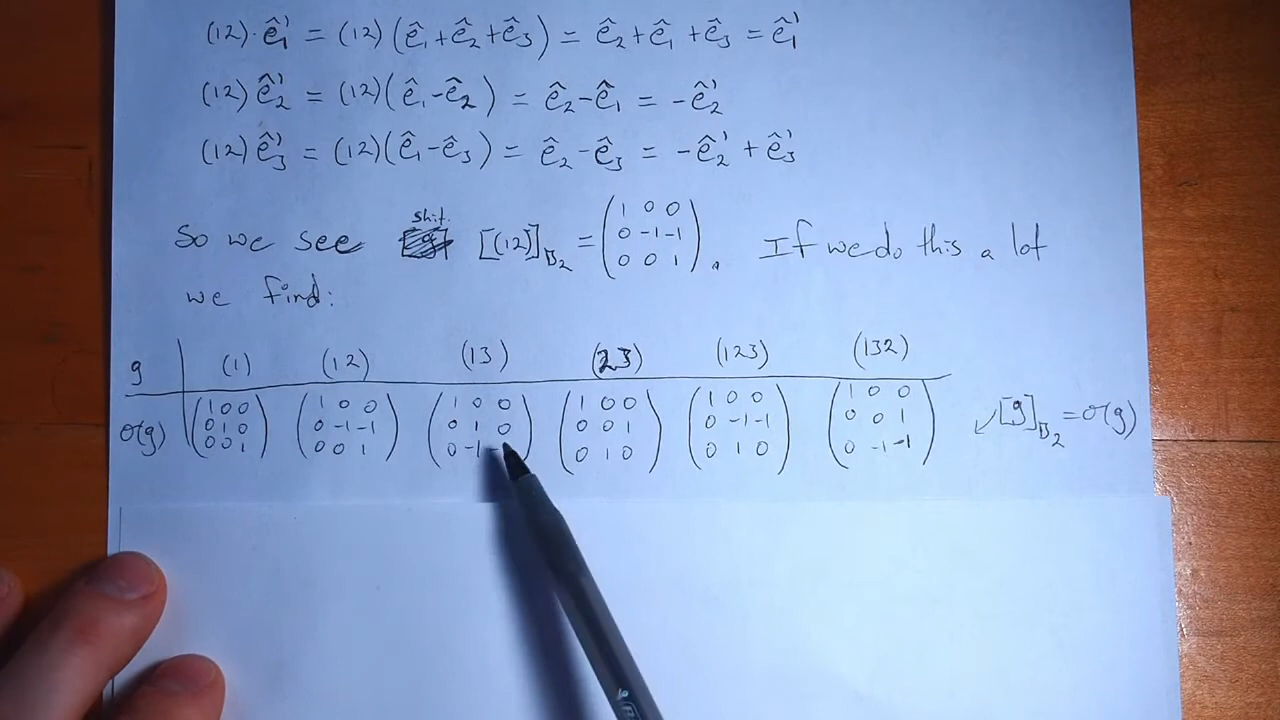 (12)·ê₁' = (12)(ê₁+ê₂+ê₃) = ê₂+ê₁+ê₃ = ê₁'
(12)ê₂' = (12)(ê₁-ê₂) = ê₂-ê₁ = -ê₂'
(12)ê₃' = (12)(ê₁-ê₃) = ê₂-ê₃ = -ê₂'+ê₃'
shit.
So we see [(12)]_B₂ = (1 0 0; 0 -1 -1; 0 0 1). If we do this a lot
we find:
g | (1) (12) (13) (23) (123) (132)
σ(g) | (1 0 0; 0 1 0; 0 0 1) (1 0 0; 0 -1 -1; 0 0 1) (1 0 0; 0 1 0; 0 -1 -) (1 0 0; 0 0 1; 0 1 0) (1 0 0; 0 -1 -1; 0 1 0) (1 0 0; 0 0 1; 0 -1 -1) ↙ [g]_B₂ = σ(g)